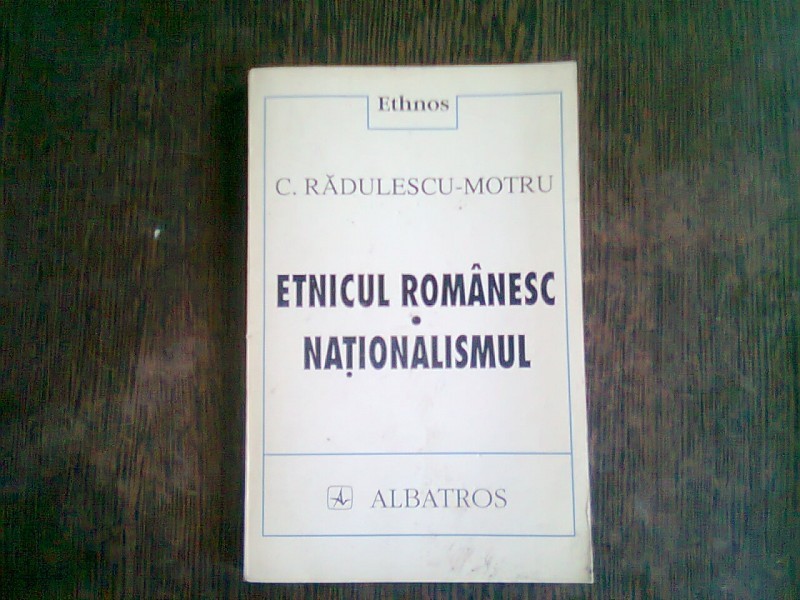 Ethnos
C. RĂDULESCU-MOTRU
ETNICUL ROMÂNESC
•
NAȚIONALISMUL
ALBATROS